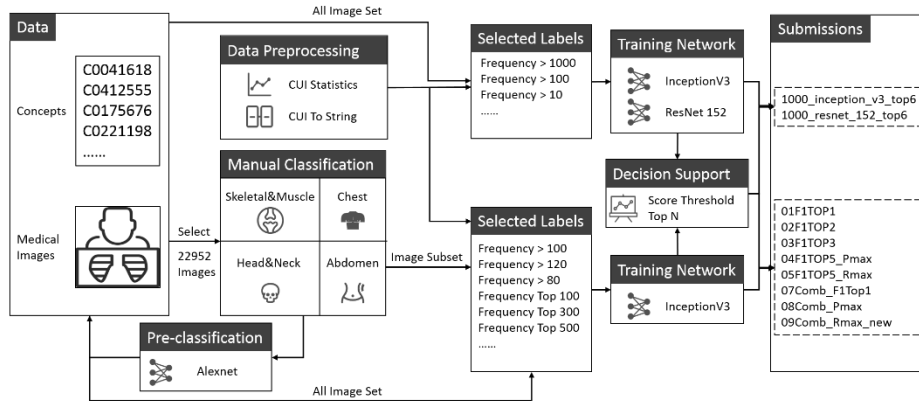 All Image Set
Data
Concepts
C0041618
C0412555
C0175676
C0221198
......
Medical
Images
Data Preprocessing
CUI Statistics
CUI To String
Select
22952
Images
Manual Classification
Skeletal&Muscle
Chest
Head&Neck
Abdomen
Image Subset
Pre-classification
Alexnet
All Image Set
Selected Labels
Frequency > 1000
Frequency > 100
Frequency > 10
......
Selected Labels
Frequency > 100
Frequency > 120
Frequency > 80
Frequency Top 100
Frequency Top 300
Frequency Top 500
......
Training Network
InceptionV3
ResNet 152
Decision Support
Score Threshold
Top N
Training Network
InceptionV3
Submissions
1000_inception_v3_top6
1000_resnet_152_top6
01F1TOP1
02F1TOP2
03F1TOP3
04F1TOP5_Pmax
05F1TOP5_Rmax
07Comb_F1Top1
08Comb_Pmax
09Comb_Rmax_new